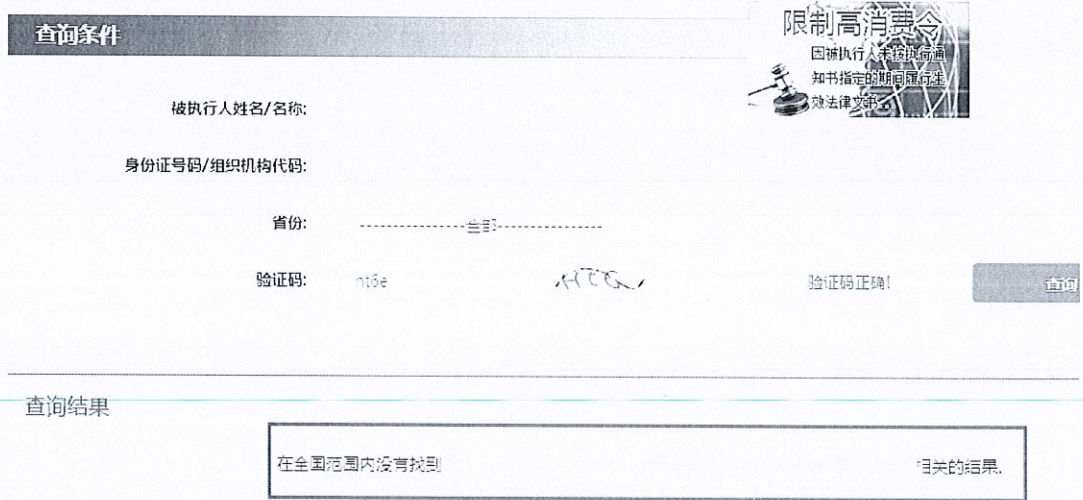 查询条件
限制高消费令
因被执行人未按执行通
知书指定的期间履行生
效法律文书...
被执行人姓名/名称:
身份证号码/组织机构代码:
省份: ----------------全部----------------
验证码: nt6e 验证码正确! 查询
查询结果
在全国范围内没有找到 相关的结果.